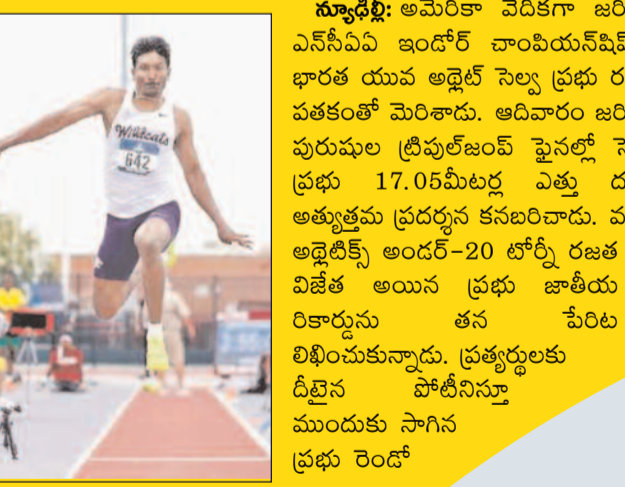 Wildcats
642
న్యూఢిల్లీ: అమెరికా వేదికగా జరి
ఎన్‌సీఏఏ ఇండోర్ చాంపియన్‌షిప్
భారత యువ అథ్లెట్ సెల్వ ప్రభు ర
పతకంతో మెరిశాడు. ఆదివారం జరి
పురుషుల ట్రిపుల్‌జంప్ ఫైనల్లో సె
ప్రభు 17.05మీటర్ల ఎత్తు ద
అత్యుత్తమ ప్రదర్శన కనబరిచాడు. వ
అథ్లెటిక్స్ అండర్-20 టోర్నీ రజత
విజేత అయిన ప్రభు జాతీయ
రికార్డును తన పేరిట
లిఖించుకున్నాడు. ప్రత్యర్థులకు
దీటైన పోటీనిస్తూ
ముందుకు సాగిన
ప్రభు రెండో